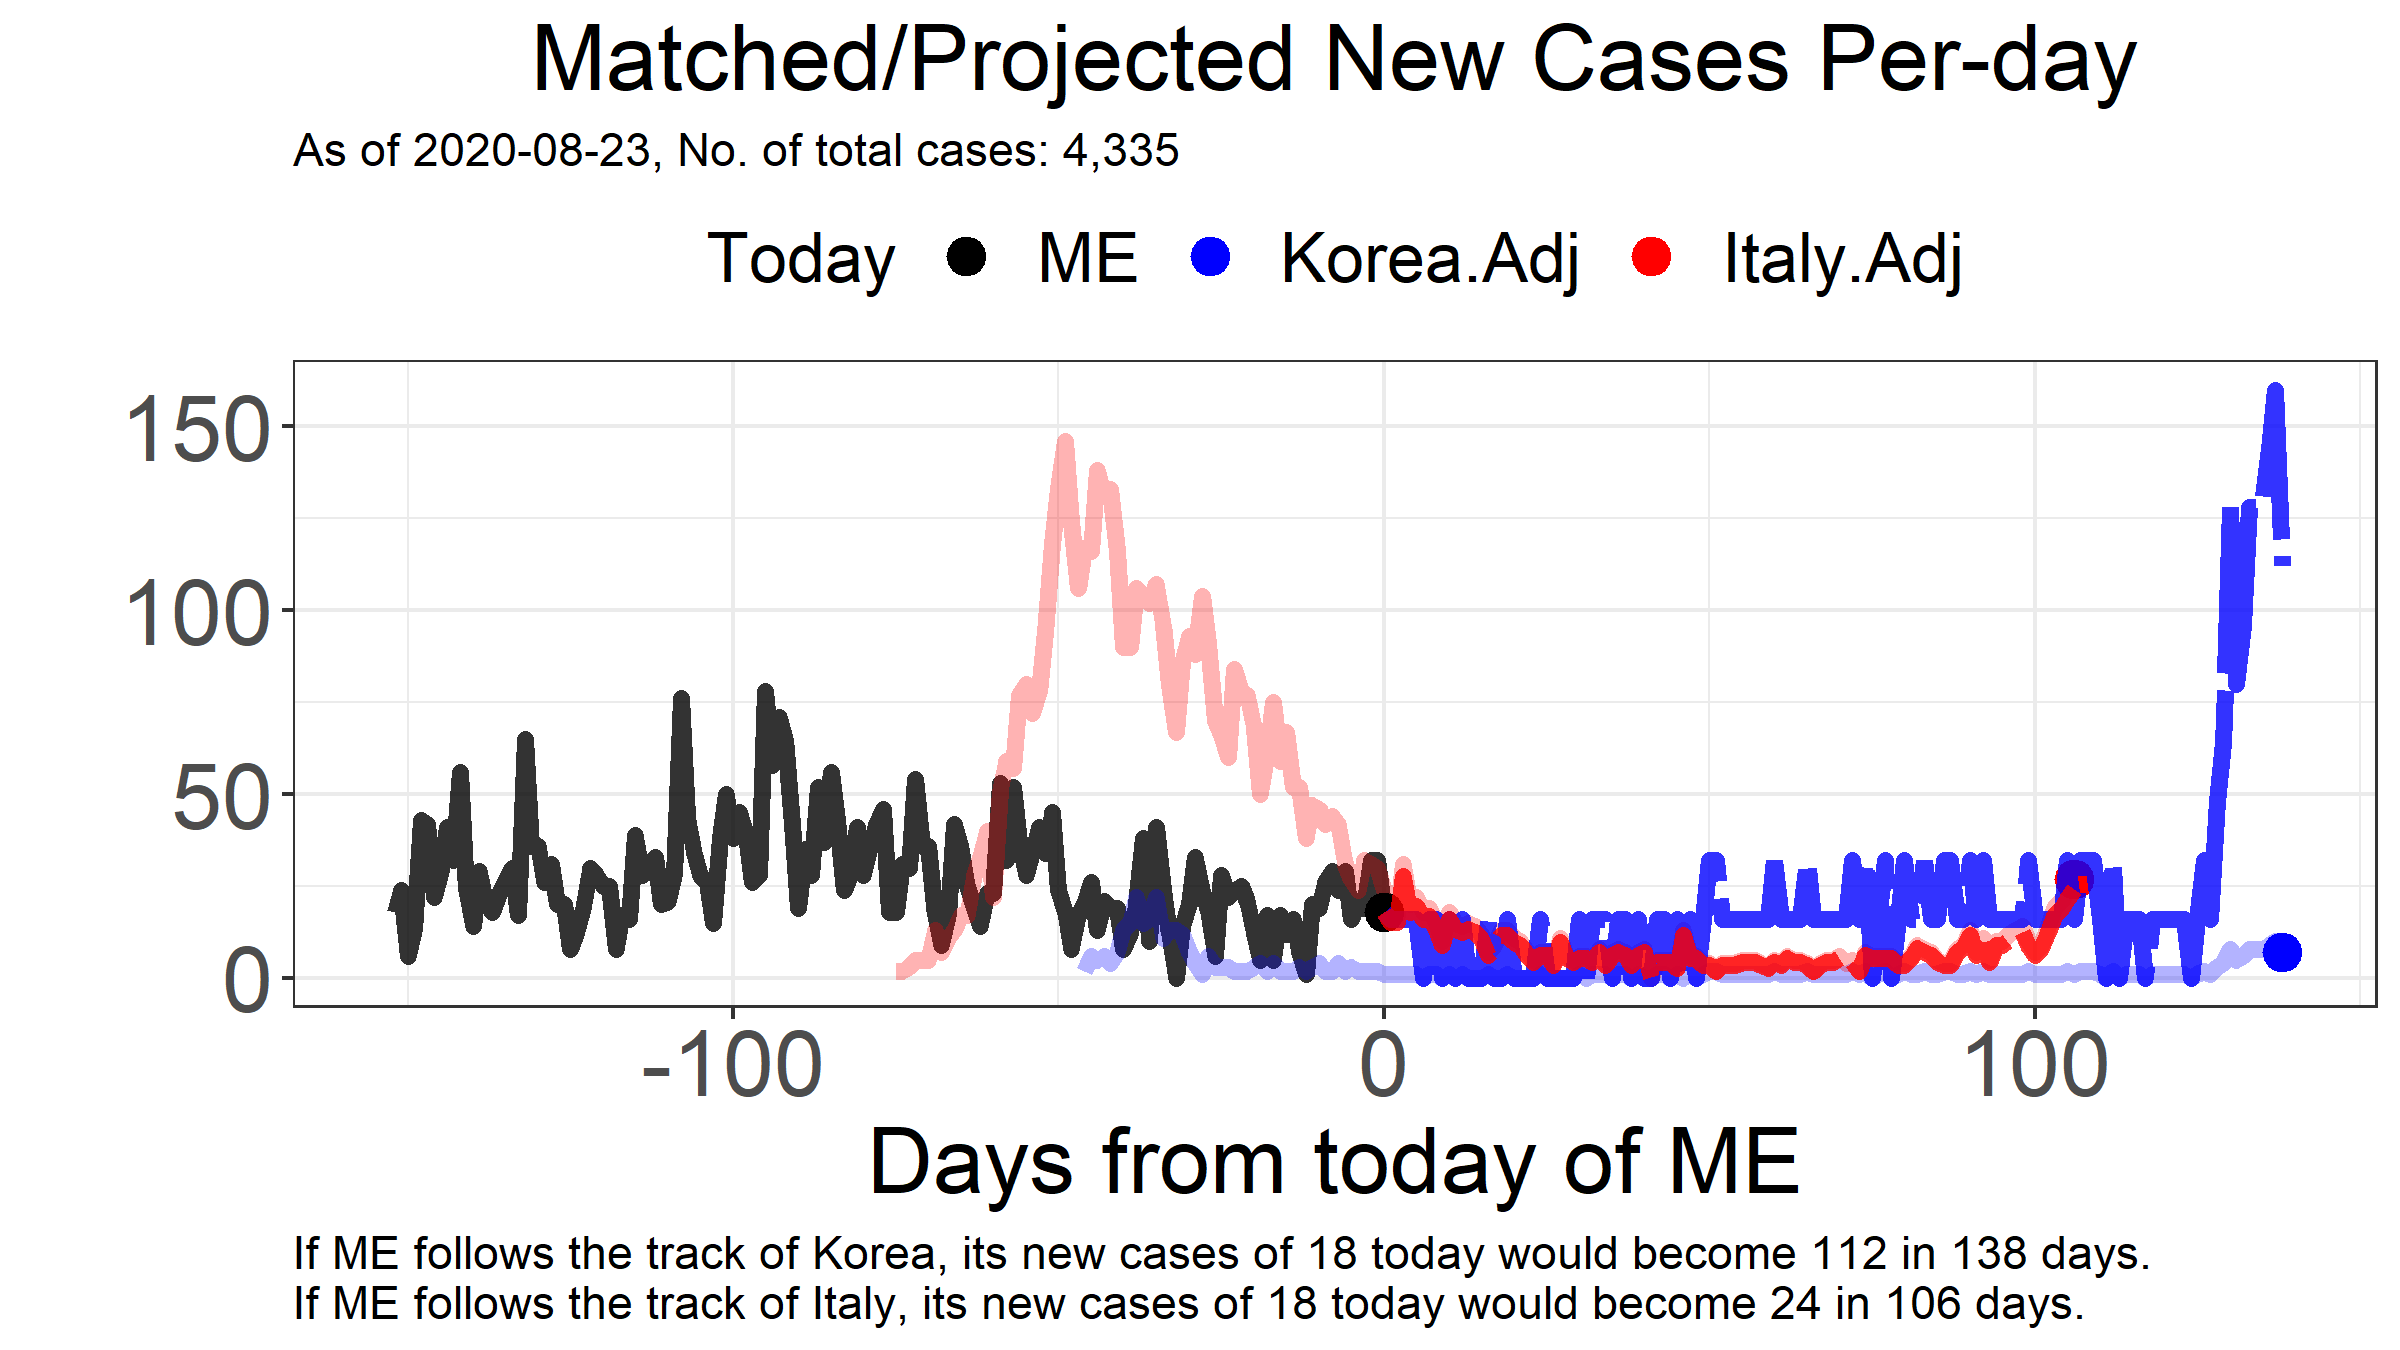 Matched/Projected New Cases Per-day
As of 2020-08-23, No. of total cases: 4,335
Today ME Korea.Adj Italy.Adj
150
100
50
0
-100 0 100
Days from today of ME
If ME follows the track of Korea, its new cases of 18 today would become 112 in 138 days.
If ME follows the track of Italy, its new cases of 18 today would become 24 in 106 days.